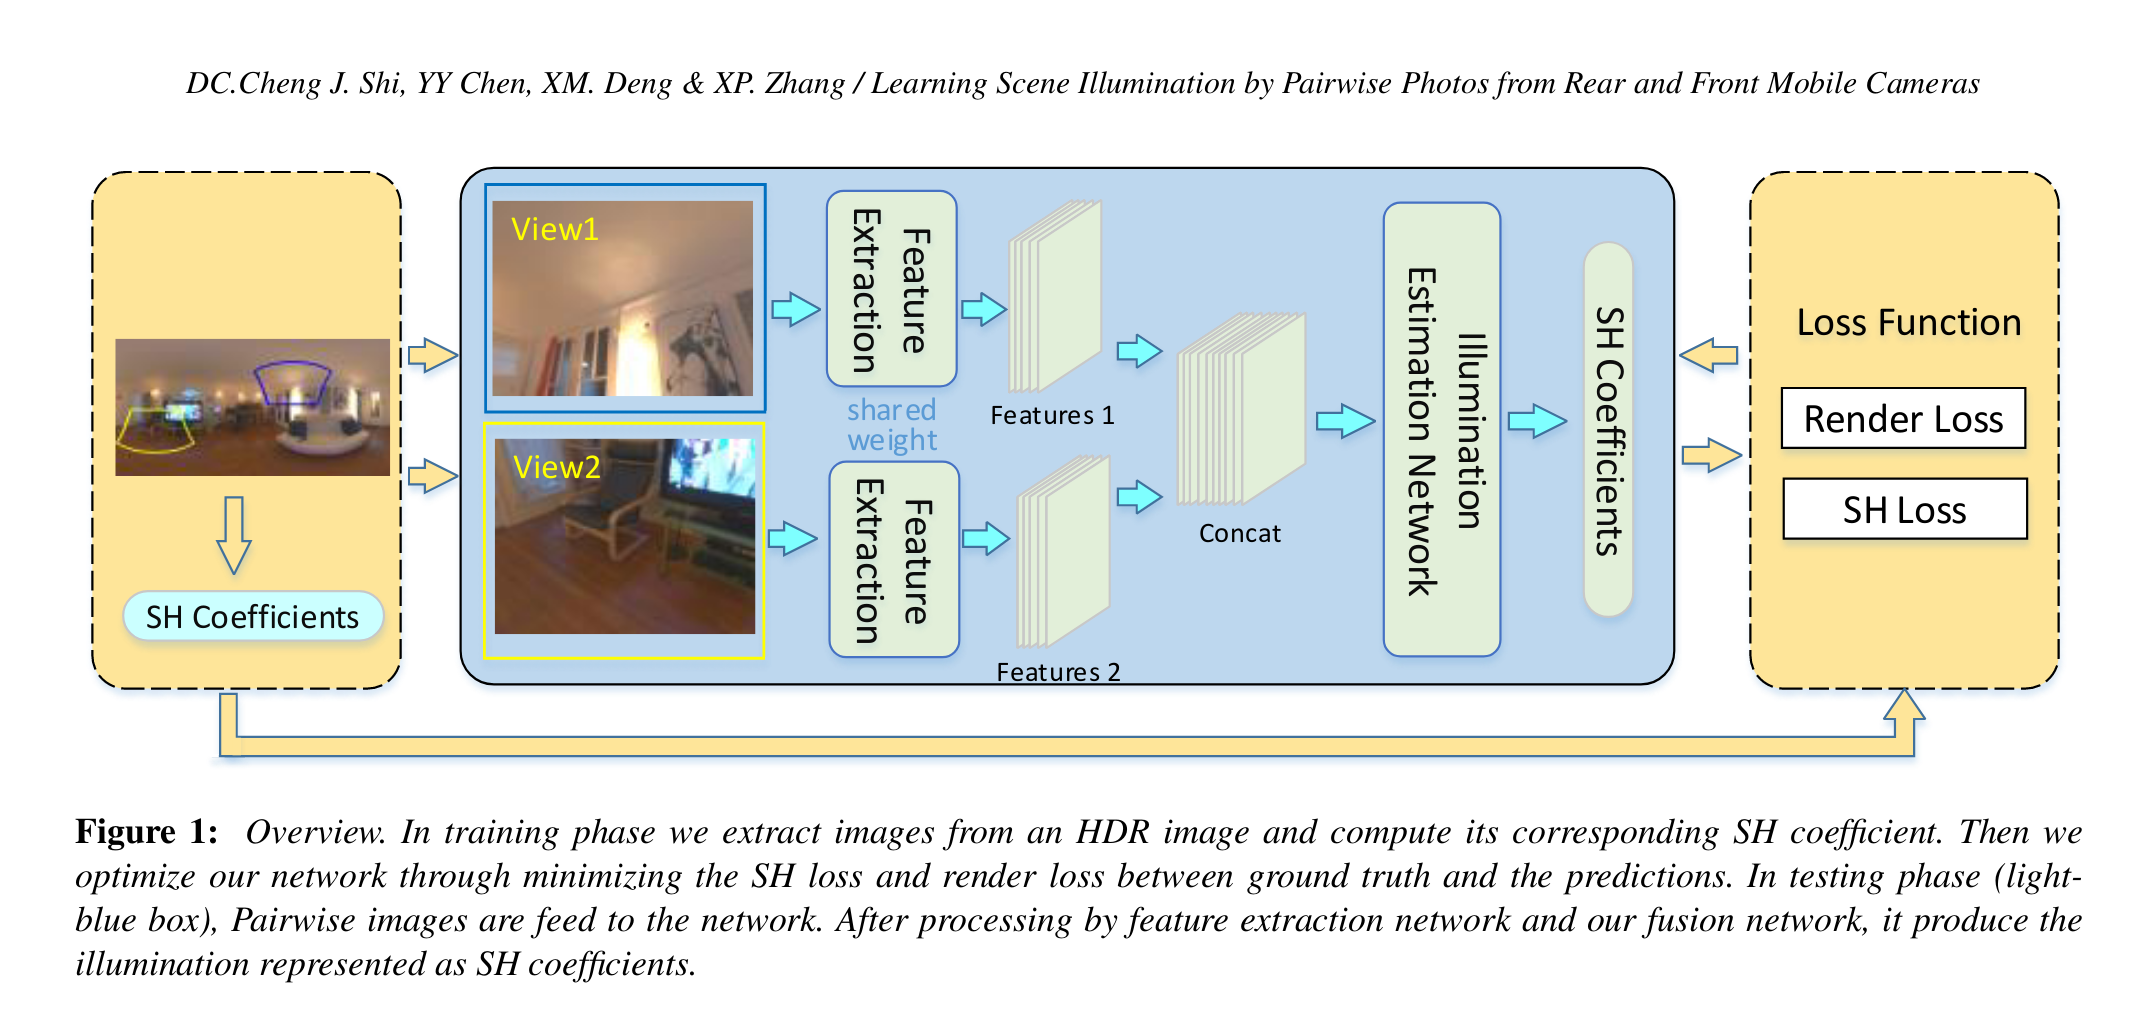 DC.Cheng J. Shi, YY Chen, XM. Deng & XP. Zhang / Learning Scene Illumination by Pairwise Photos from Rear and Front Mobile Cameras
SH Coefficients
View1
View2
Feature
Extraction
shared
weight
Feature
Extraction
Features 1
Features 2
Concat
Illumination
Estimation Network
SH Coefficients
Loss Function
Render Loss
SH Loss
Figure 1: Overview. In training phase we extract images from an HDR image and compute its corresponding SH coefficient. Then we
optimize our network through minimizing the SH loss and render loss between ground truth and the predictions. In testing phase (light-
blue box), Pairwise images are feed to the network. After processing by feature extraction network and our fusion network, it produce the
illumination represented as SH coefficients.